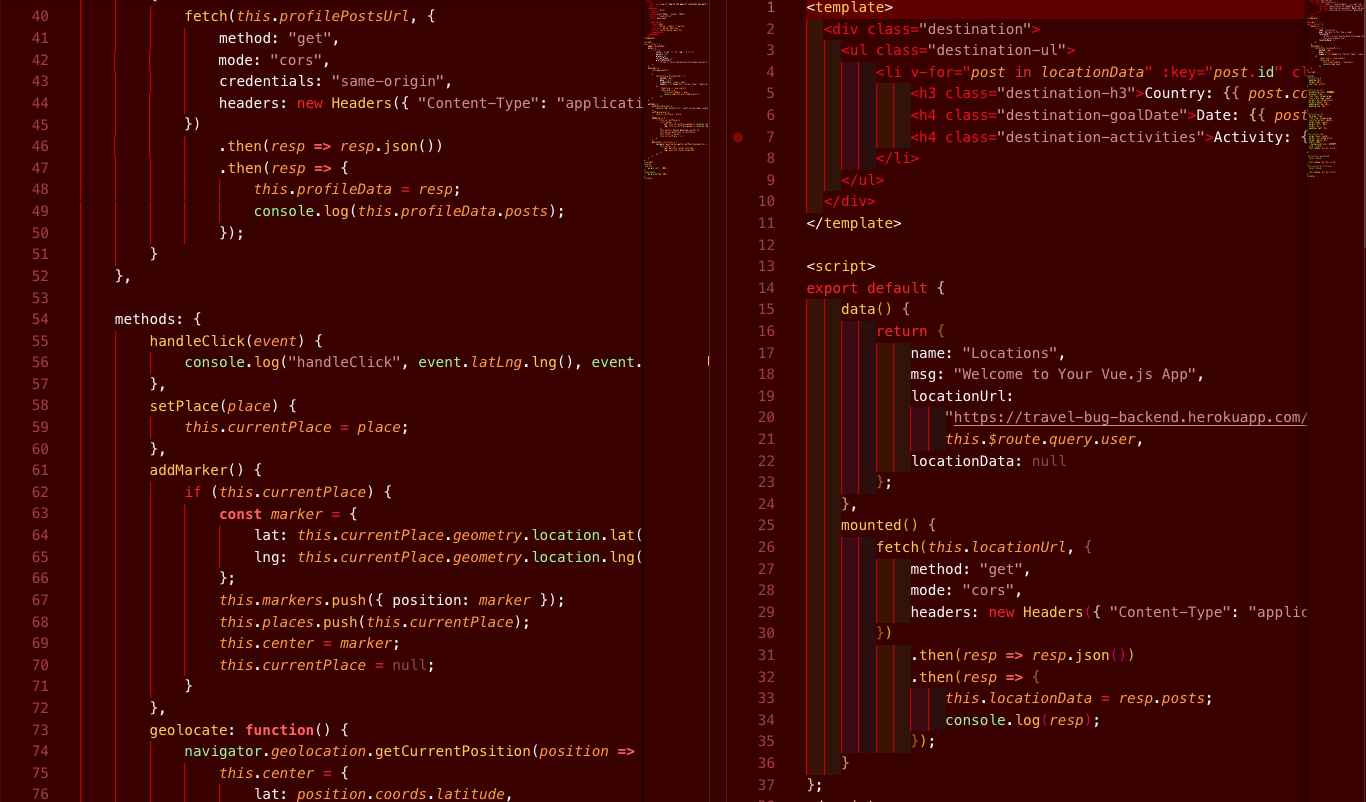 40 fetch(this.profilePostsUrl, {
41 method: "get",
42 mode: "cors",
43 credentials: "same-origin",
44 headers: new Headers({ "Content-Type": "applicati
45 })
46 .then(resp => resp.json())
47 .then(resp => {
48 this.profileData = resp;
49 console.log(this.profileData.posts);
50 });
51 }
52 },
53
54 methods: {
55 handleClick(event) {
56 console.log("handleClick", event.latLng.lng(), event.
57 },
58 setPlace(place) {
59 this.currentPlace = place;
60 },
61 addMarker() {
62 if (this.currentPlace) {
63 const marker = {
64 lat: this.currentPlace.geometry.location.lat(
65 lng: this.currentPlace.geometry.location.lng(
66 };
67 this.markers.push({ position: marker });
68 this.places.push(this.currentPlace);
69 this.center = marker;
70 this.currentPlace = null;
71 }
72 },
73 geolocate: function() {
74 navigator.geolocation.getCurrentPosition(position =>
75 this.center = {
76 lat: position.coords.latitude,
1 <template>
2 <div class="destination">
3 <ul class="destination-ul">
4 <li v-for="post in locationData" :key="post.id" cl
5 <h3 class="destination-h3">Country: {{ post.co
6 <h4 class="destination-goalDate">Date: {{ post
7 <h4 class="destination-activities">Activity: {
8 </li>
9 </ul>
10 </div>
11 </template>
12
13 <script>
14 export default {
15 data() {
16 return {
17 name: "Locations",
18 msg: "Welcome to Your Vue.js App",
19 locationUrl:
20 "https://travel-bug-backend.herokuapp.com/
21 this.$route.query.user,
22 locationData: null
23 };
24 },
25 mounted() {
26 fetch(this.locationUrl, {
27 method: "get",
28 mode: "cors",
29 headers: new Headers({ "Content-Type": "applic
30 })
31 .then(resp => resp.json())
32 .then(resp => {
33 this.locationData = resp.posts;
34 console.log(resp);
35 });
36 }
37 };